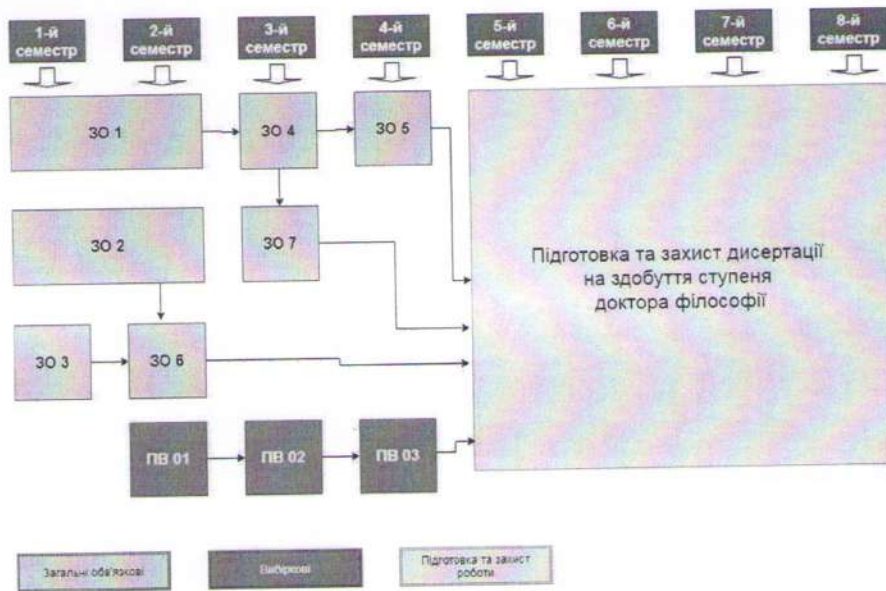 1-й
семестр
2-й
семестр
3-й
семестр
4-й
семестр
5-й
семестр
6-й
семестр
7-й
семестр
8-й
семестр
ЗО 1
ЗО 4
ЗО 5
ЗО 2
ЗО 7
Підготовка та захист дисертації
на здобуття ступеня
доктора філософії
ЗО 3
ЗО 6
ПВ 01
ПВ 02
ПВ 03
Загальні обв'язкові
Вибіркові
Підготовка та захист
роботи